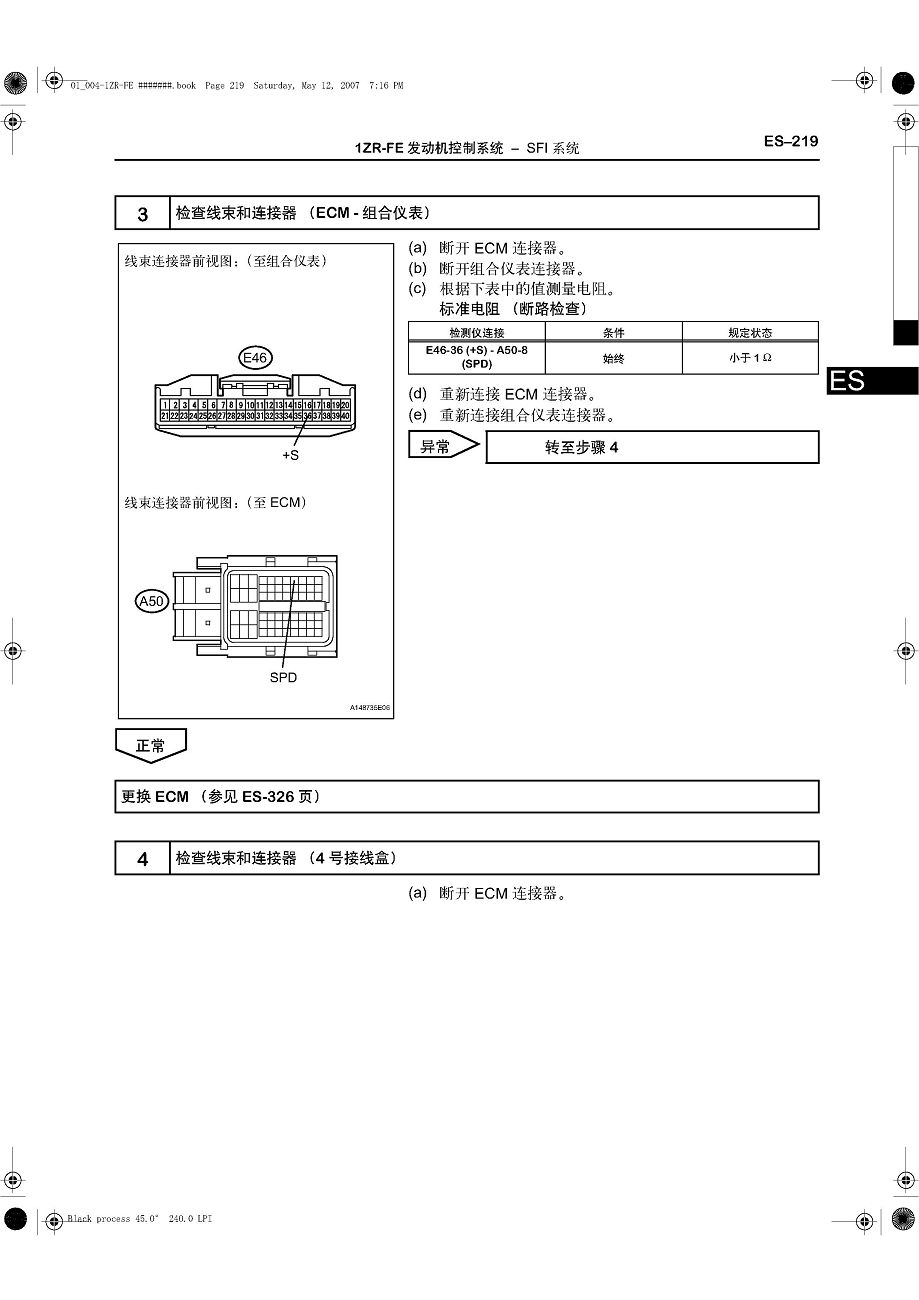 01_004-1ZR-FE #######.book Page 219 Saturday, May 12, 2007 7:16 PM
1ZR-FE 发动机控制系统 – SFI 系统
ES–219
3 检查线束和连接器 （ECM - 组合仪表）
线束连接器前视图：（至组合仪表）
E46
1 2 3 4 5 6 7 8 9 10 11 12 13 14 15 16 17 18 19 20
21 22 23 24 25 26 27 28 29 30 31 32 33 34 35 36 37 38 39 40
+S
线束连接器前视图：（至 ECM）
A50
SPD
A148735E06
(a) 断开 ECM 连接器。
(b) 断开组合仪表连接器。
(c) 根据下表中的值测量电阻。
标准电阻 （断路检查）
检测仪连接 条件 规定状态
E46-36 (+S) - A50-8
(SPD) 始终 小于 1 Ω
(d) 重新连接 ECM 连接器。
(e) 重新连接组合仪表连接器。
异常 转至步骤 4
ES
正常
更换 ECM （参见 ES-326 页）
4 检查线束和连接器 （4 号接线盒）
(a) 断开 ECM 连接器。
Black process 45.0° 240.0 LPI